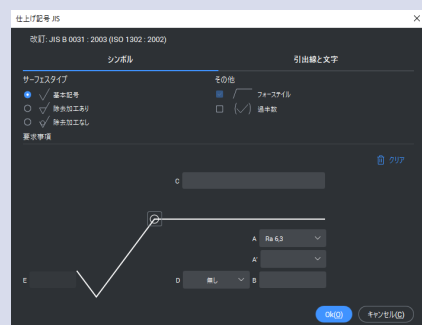 仕上げ記号 JIS
改訂: JIS B 0031 : 2003 (ISO 1302 : 2002)
シンボル
引出線と文字
サーフェスタイプ
その他
基本記号
フォーステイル
除去加工あり
過半数
除去加工なし
要求事項
クリア
C
A Ra 6,3
A'
E
D 無し B
Ok(O)
キャンセル(C)